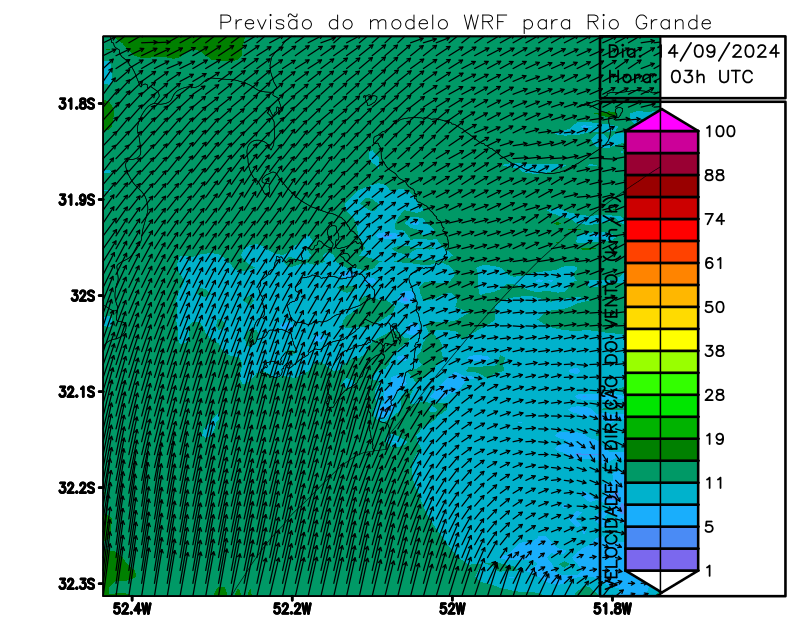 Previsão do modelo WRF para Rio Grande
Dia: 14/09/2024
Hora: 03h UTC
31.8S
31.9S
32S
32.1S
32.2S
32.3S
52.4W
52.2W
52W
51.8W
VELOCIDADE E DIREÇÃO DO VENTO (km/h)
100
88
74
61
50
38
28
19
11
5
1